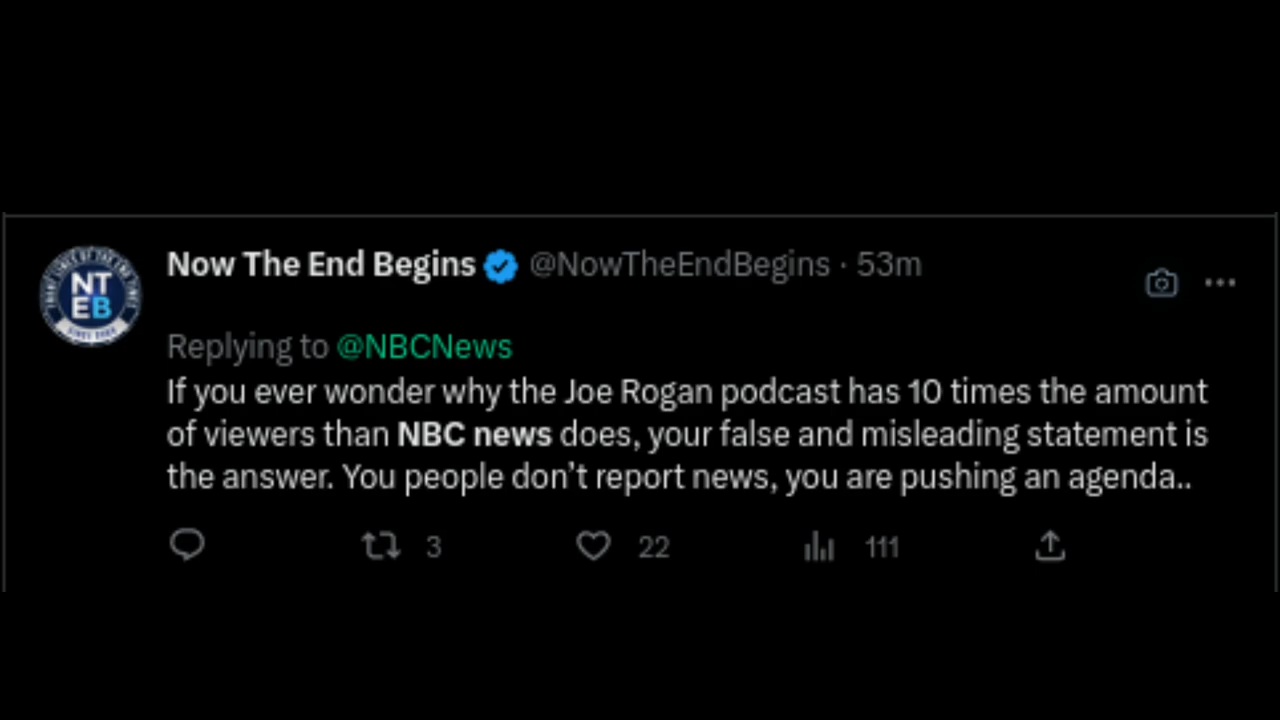 Now The End Begins @NowTheEndBegins · 53m
NT
EB
Replying to @NBCNews
If you ever wonder why the Joe Rogan podcast has 10 times the amount
of viewers than NBC news does, your false and misleading statement is
the answer. You people don't report news, you are pushing an agenda..
3 22 111